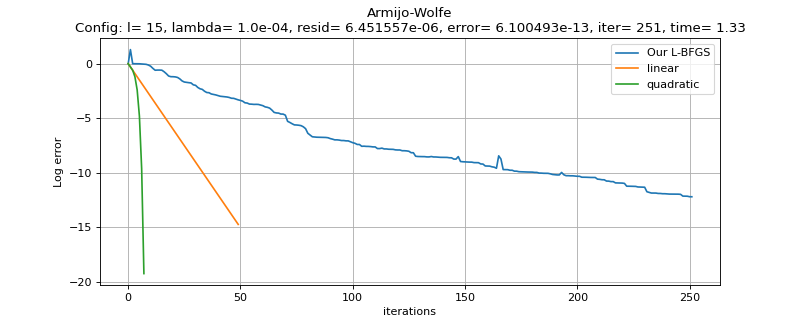 Armijo-Wolfe
Config: l= 15, lambda= 1.0e-04, resid= 6.451557e-06, error= 6.100493e-13, iter= 251, time= 1.33
Our L-BFGS
linear
quadratic
Log error
0
−5
−10
−15
−20
0
50
100
150
200
250
iterations